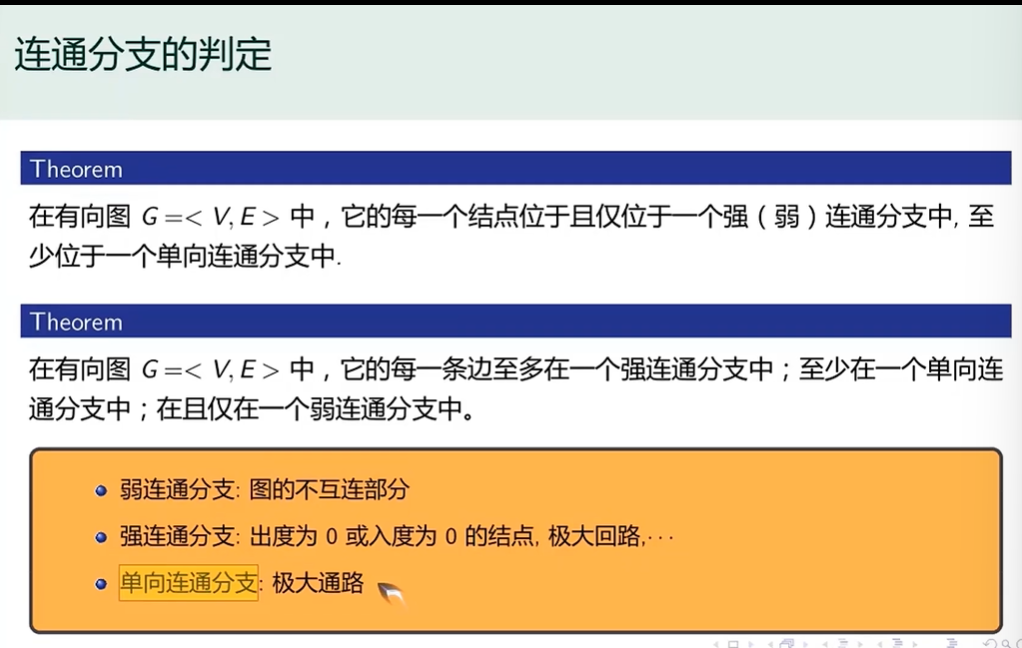 连通分支的判定
Theorem
在有向图 G =< V, E > 中，它的每一个结点位于且仅位于一个强（弱）连通分支中, 至
少位于一个单向连通分支中.
Theorem
在有向图 G =< V, E > 中，它的每一条边至多在一个强连通分支中；至少在一个单向连
通分支中；在且仅在一个弱连通分支中。
弱连通分支: 图的不互连部分
强连通分支: 出度为 0 或入度为 0 的结点, 极大回路,···
单向连通分支: 极大通路